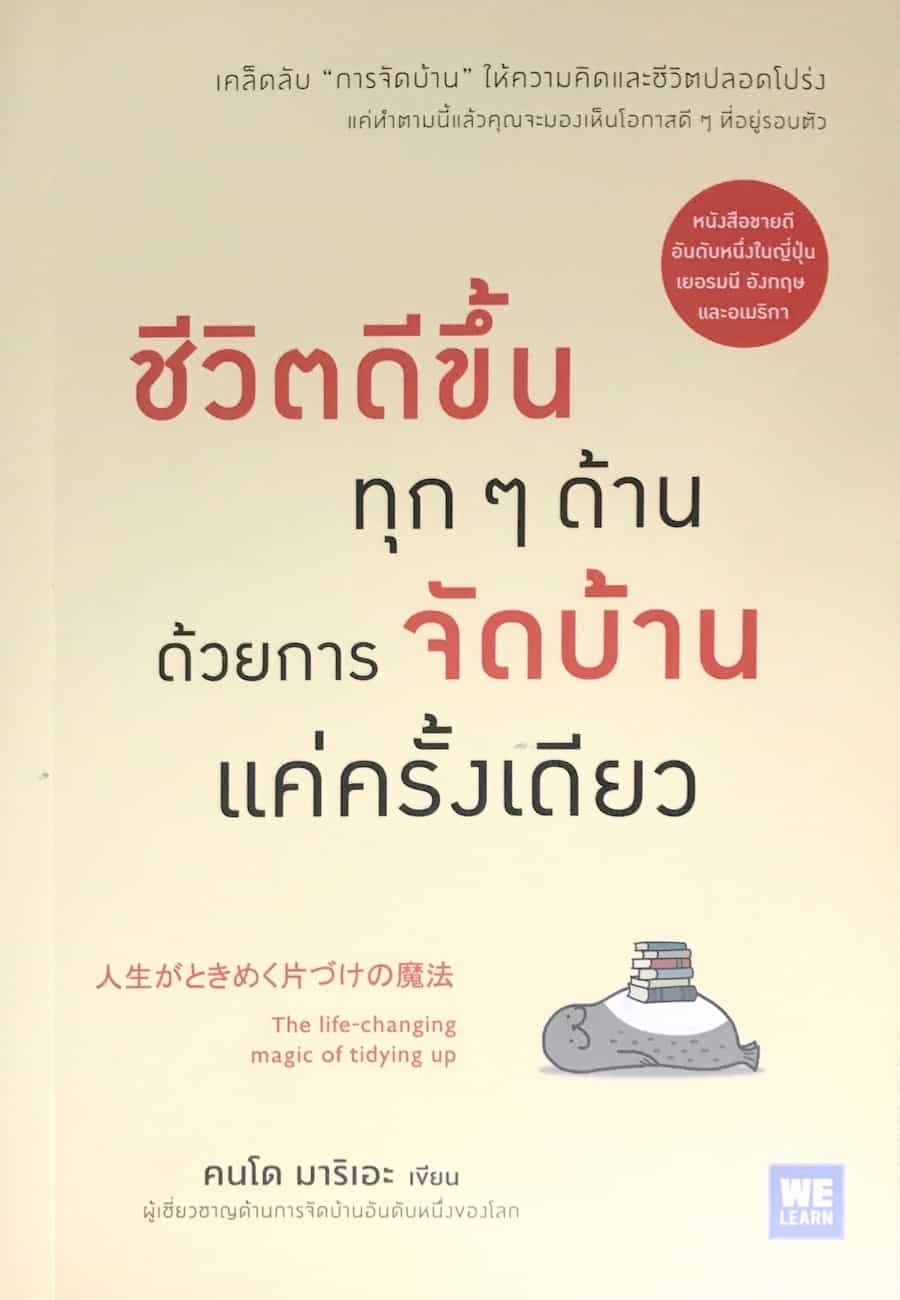 เคล็ดลับ “การจัดบ้าน” ให้ความคิดและชีวิตปลอดโปร่ง
แค่ทำตามนี้แล้วคุณจะมองเห็นโอกาสดี ๆ ที่อยู่รอบตัว
หนังสือขายดี
อันดับหนึ่งในญี่ปุ่น
เยอรมนี อังกฤษ
และอเมริกา
ชีวิตดีขึ้น
ทุก ๆ ด้าน
ด้วยการ จัดบ้าน
แค่ครั้งเดียว
人生がときめく片づけの魔法
The life-changing
magic of tidying up
คนโด มาริเอะ เขียน
ผู้เชี่ยวชาญด้านการจัดบ้านอันดับหนึ่งของโลก
WE
LEARN